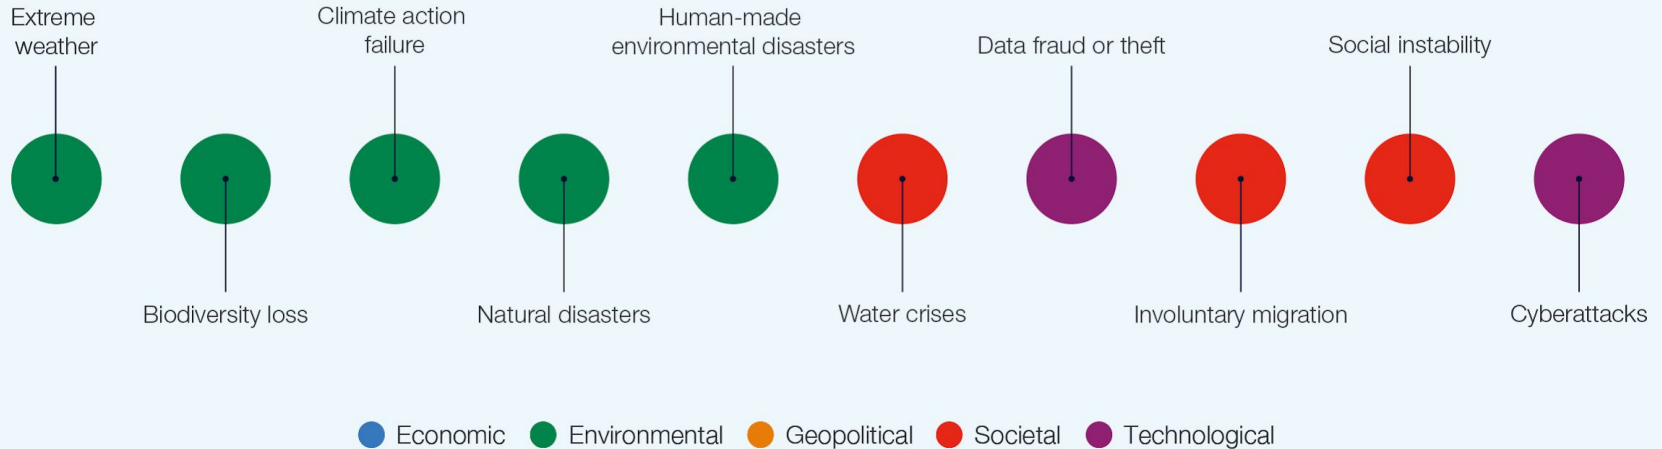 Extreme
weather
Climate action
failure
Human-made
environmental disasters
Data fraud or theft
Social instability
Biodiversity loss
Natural disasters
Water crises
Involuntary migration
Cyberattacks
Economic
Environmental
Geopolitical
Societal
Technological